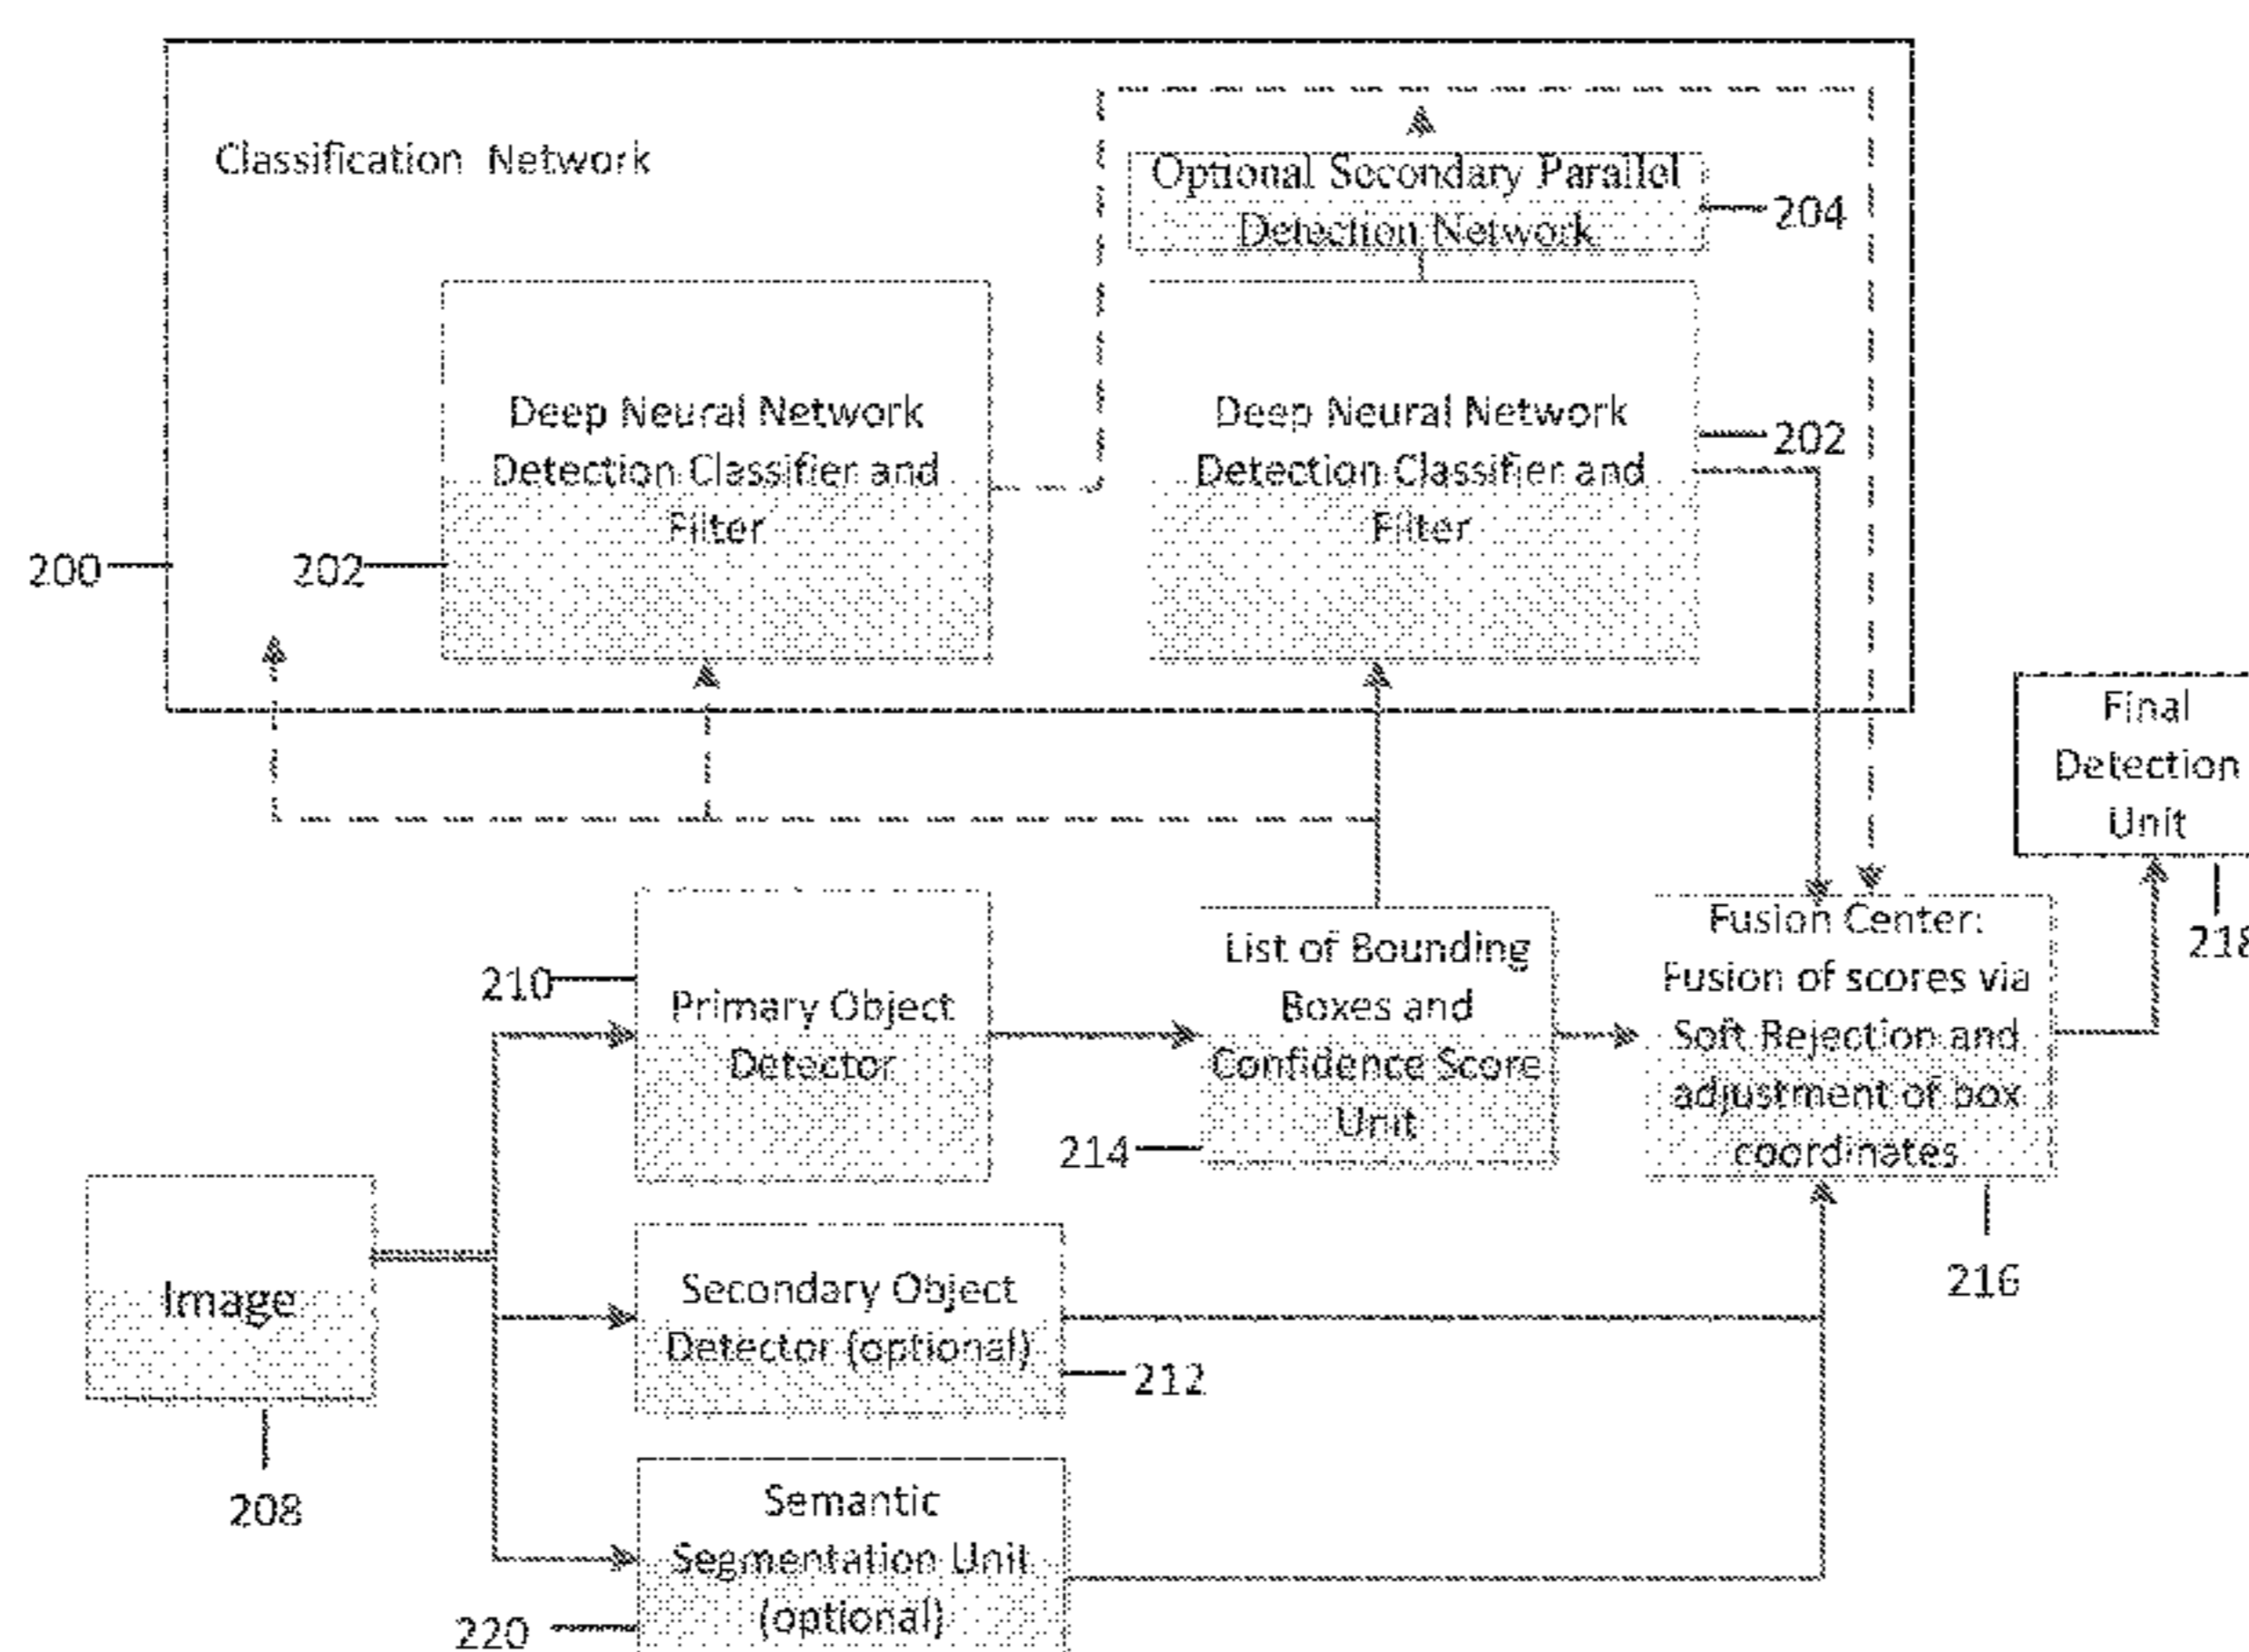 Classification Network
Optional Secondary Parallel
Detection Network
204
Deep Neural Network
Detection Classifier and
Filter
Deep Neural Network
Detection Classifier and
Filter
202
200
202
Final
Detection
Unit
218
210
Primary Object
Detector
List of Bounding
Boxes and
Confidence Score
Unit
214
Fusion Center:
Fusion of scores via
Soft Rejection and
adjustment of box
coordinates
216
Image
208
Secondary Object
Detector (optional)
212
Semantic
Segmentation Unit
(optional)
220